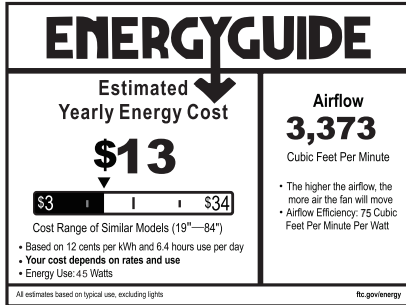 ENERGYGUIDE
Estimated
Yearly Energy Cost
$13
$3 $34
Cost Range of Similar Models (19"—84")
• Based on 12 cents per kWh and 6.4 hours use per day
• Your cost depends on rates and use
• Energy Use: 45 Watts
Airflow
3,373
Cubic Feet Per Minute
• The higher the airflow, the
more air the fan will move
• Airflow Efficiency: 75 Cubic
Feet Per Minute Per Watt
All estimates based on typical use, excluding lights
ftc.gov/energy